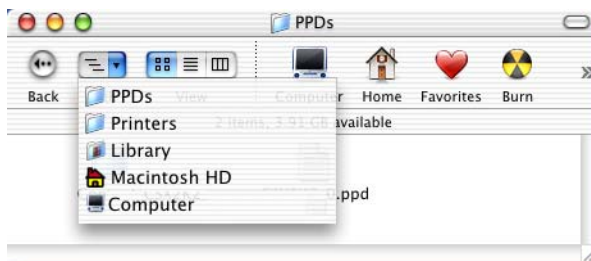 PPDs
Back View Computer Home Favorites Burn
PPDs
Printers
2 items, 3.91 GB available
Library
Macintosh HD
Computer
.ppd